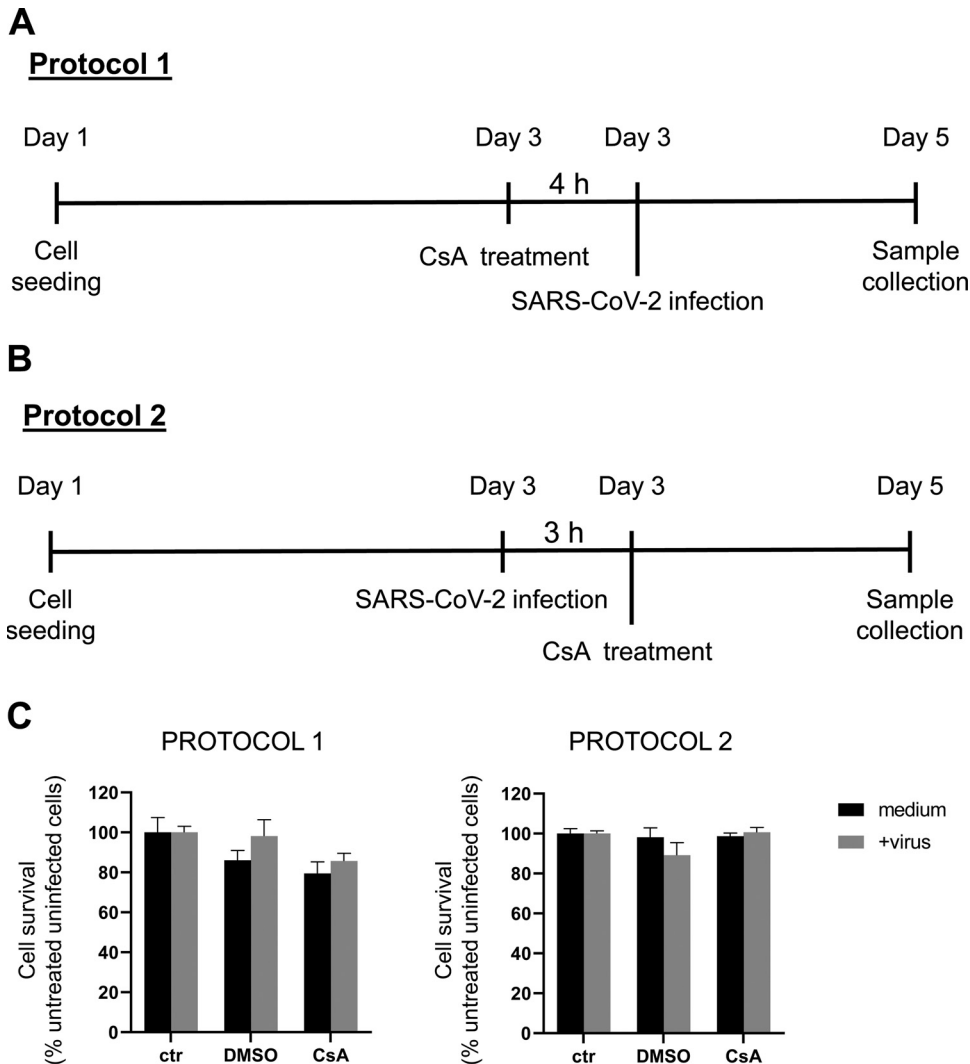 A
Protocol 1
Day 1
Day 3
Day 3
Day 5
4 h
Cell
seeding
CsA treatment
SARS-CoV-2 infection
Sample
collection
B
Protocol 2
Day 1
Day 3
Day 3
Day 5
3 h
Cell
seeding
SARS-CoV-2 infection
CsA treatment
Sample
collection
C
PROTOCOL 1
Cell survival
(% untreated uninfected cells)
120
100
80
60
40
20
0
ctr DMSO CsA
PROTOCOL 2
Cell survival
(% untreated uninfected cells)
120
100
80
60
40
20
0
ctr DMSO CsA
medium
+virus